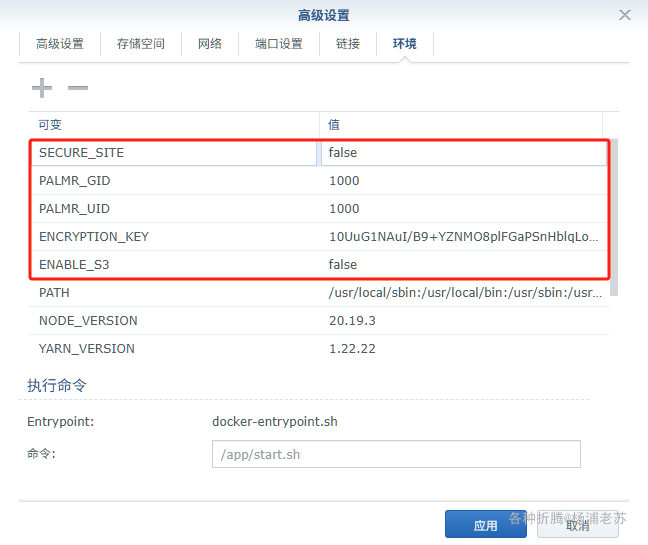 高级设置
高级设置 存储空间 网络 端口设置 链接 环境
可变 值
SECURE_SITE false
PALMR_GID 1000
PALMR_UID 1000
ENCRYPTION_KEY 10UuG1NAuI/B9+YZNMO8plFGaPSnHblqLo...
ENABLE_S3 false
PATH /usr/local/sbin:/usr/local/bin:/usr/sbin:/usr...
NODE_VERSION 20.19.3
YARN_VERSION 1.22.22
执行命令
Entrypoint: docker-entrypoint.sh
命令: /app/start.sh
应用 取消
各种折腾@杨浦老苏